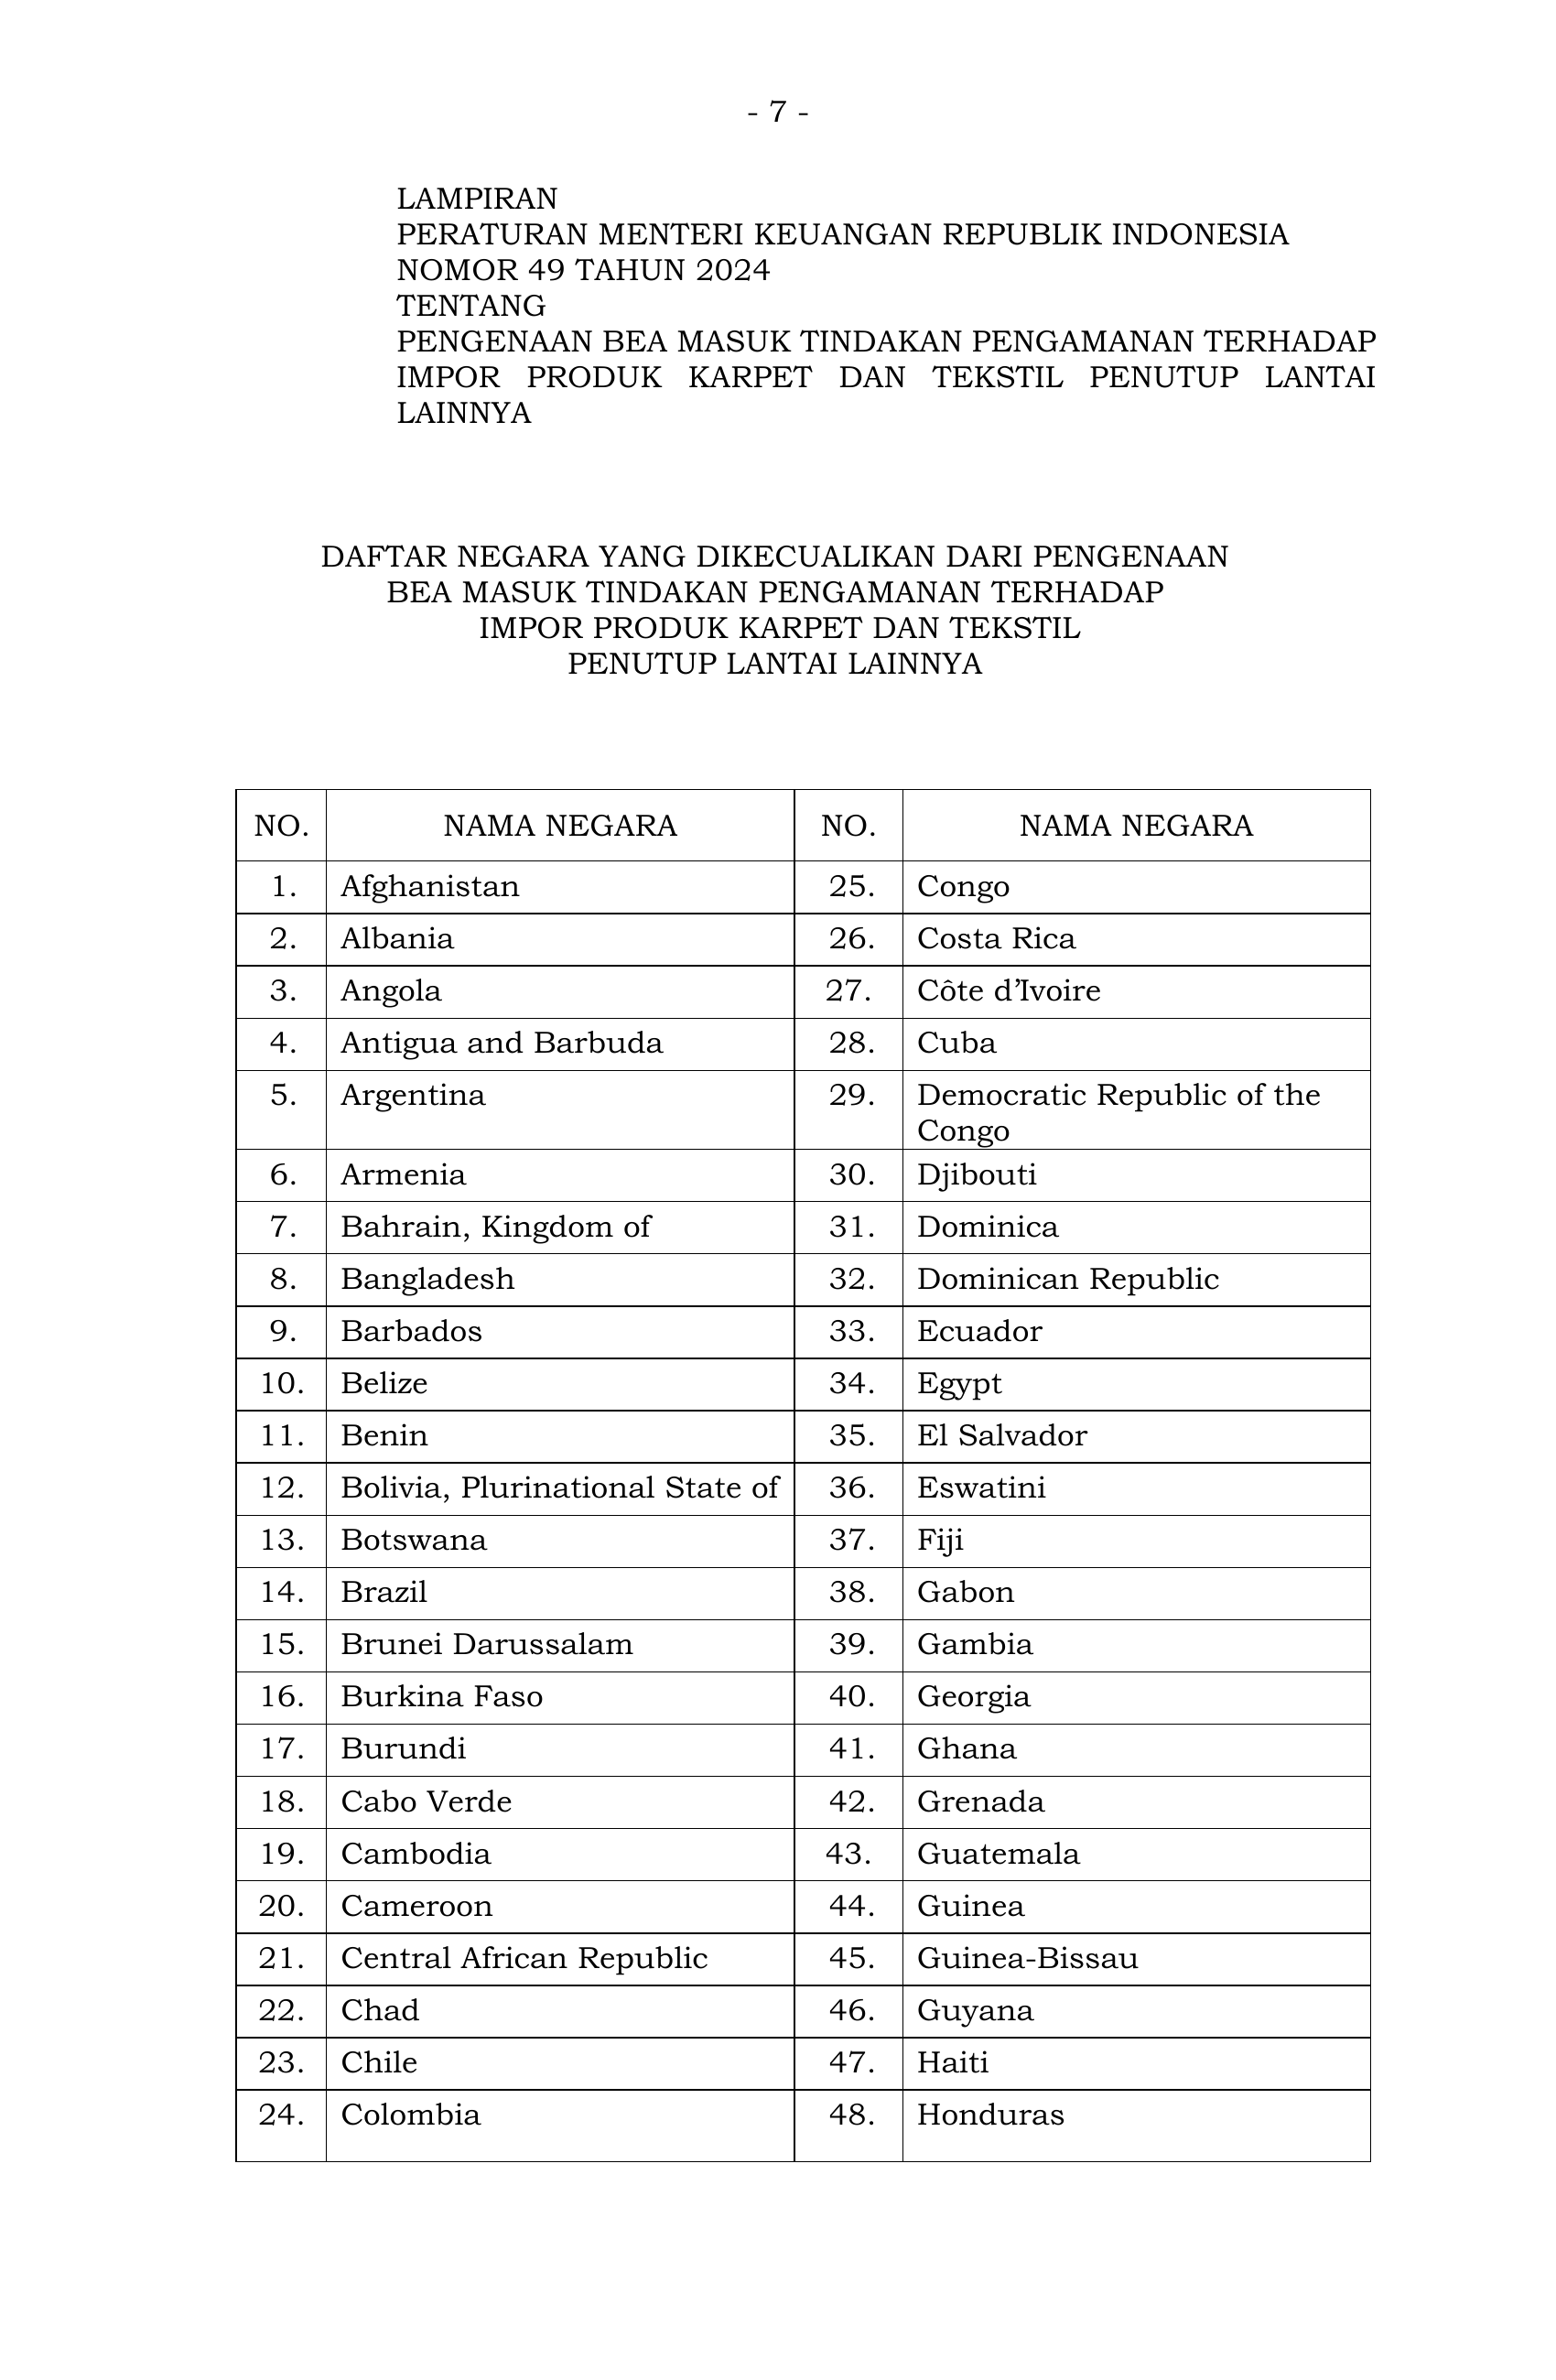 - 7 -
LAMPIRAN
PERATURAN MENTERI KEUANGAN REPUBLIK INDONESIA
NOMOR 49 TAHUN 2024
TENTANG
PENGENAAN BEA MASUK TINDAKAN PENGAMANAN TERHADAP
IMPOR PRODUK KARPET DAN TEKSTIL PENUTUP LANTAI
LAINNYA
DAFTAR NEGARA YANG DIKECUALIKAN DARI PENGENAAN
BEA MASUK TINDAKAN PENGAMANAN TERHADAP
IMPOR PRODUK KARPET DAN TEKSTIL
PENUTUP LANTAI LAINNYA
NO. NAMA NEGARA NO. NAMA NEGARA
1. Afghanistan 25. Congo
2. Albania 26. Costa Rica
3. Angola 27. Côte d’Ivoire
4. Antigua and Barbuda 28. Cuba
5. Argentina 29. Democratic Republic of the
Congo
6. Armenia 30. Djibouti
7. Bahrain, Kingdom of 31. Dominica
8. Bangladesh 32. Dominican Republic
9. Barbados 33. Ecuador
10. Belize 34. Egypt
11. Benin 35. El Salvador
12. Bolivia, Plurinational State of 36. Eswatini
13. Botswana 37. Fiji
14. Brazil 38. Gabon
15. Brunei Darussalam 39. Gambia
16. Burkina Faso 40. Georgia
17. Burundi 41. Ghana
18. Cabo Verde 42. Grenada
19. Cambodia 43. Guatemala
20. Cameroon 44. Guinea
21. Central African Republic 45. Guinea-Bissau
22. Chad 46. Guyana
23. Chile 47. Haiti
24. Colombia 48. Honduras